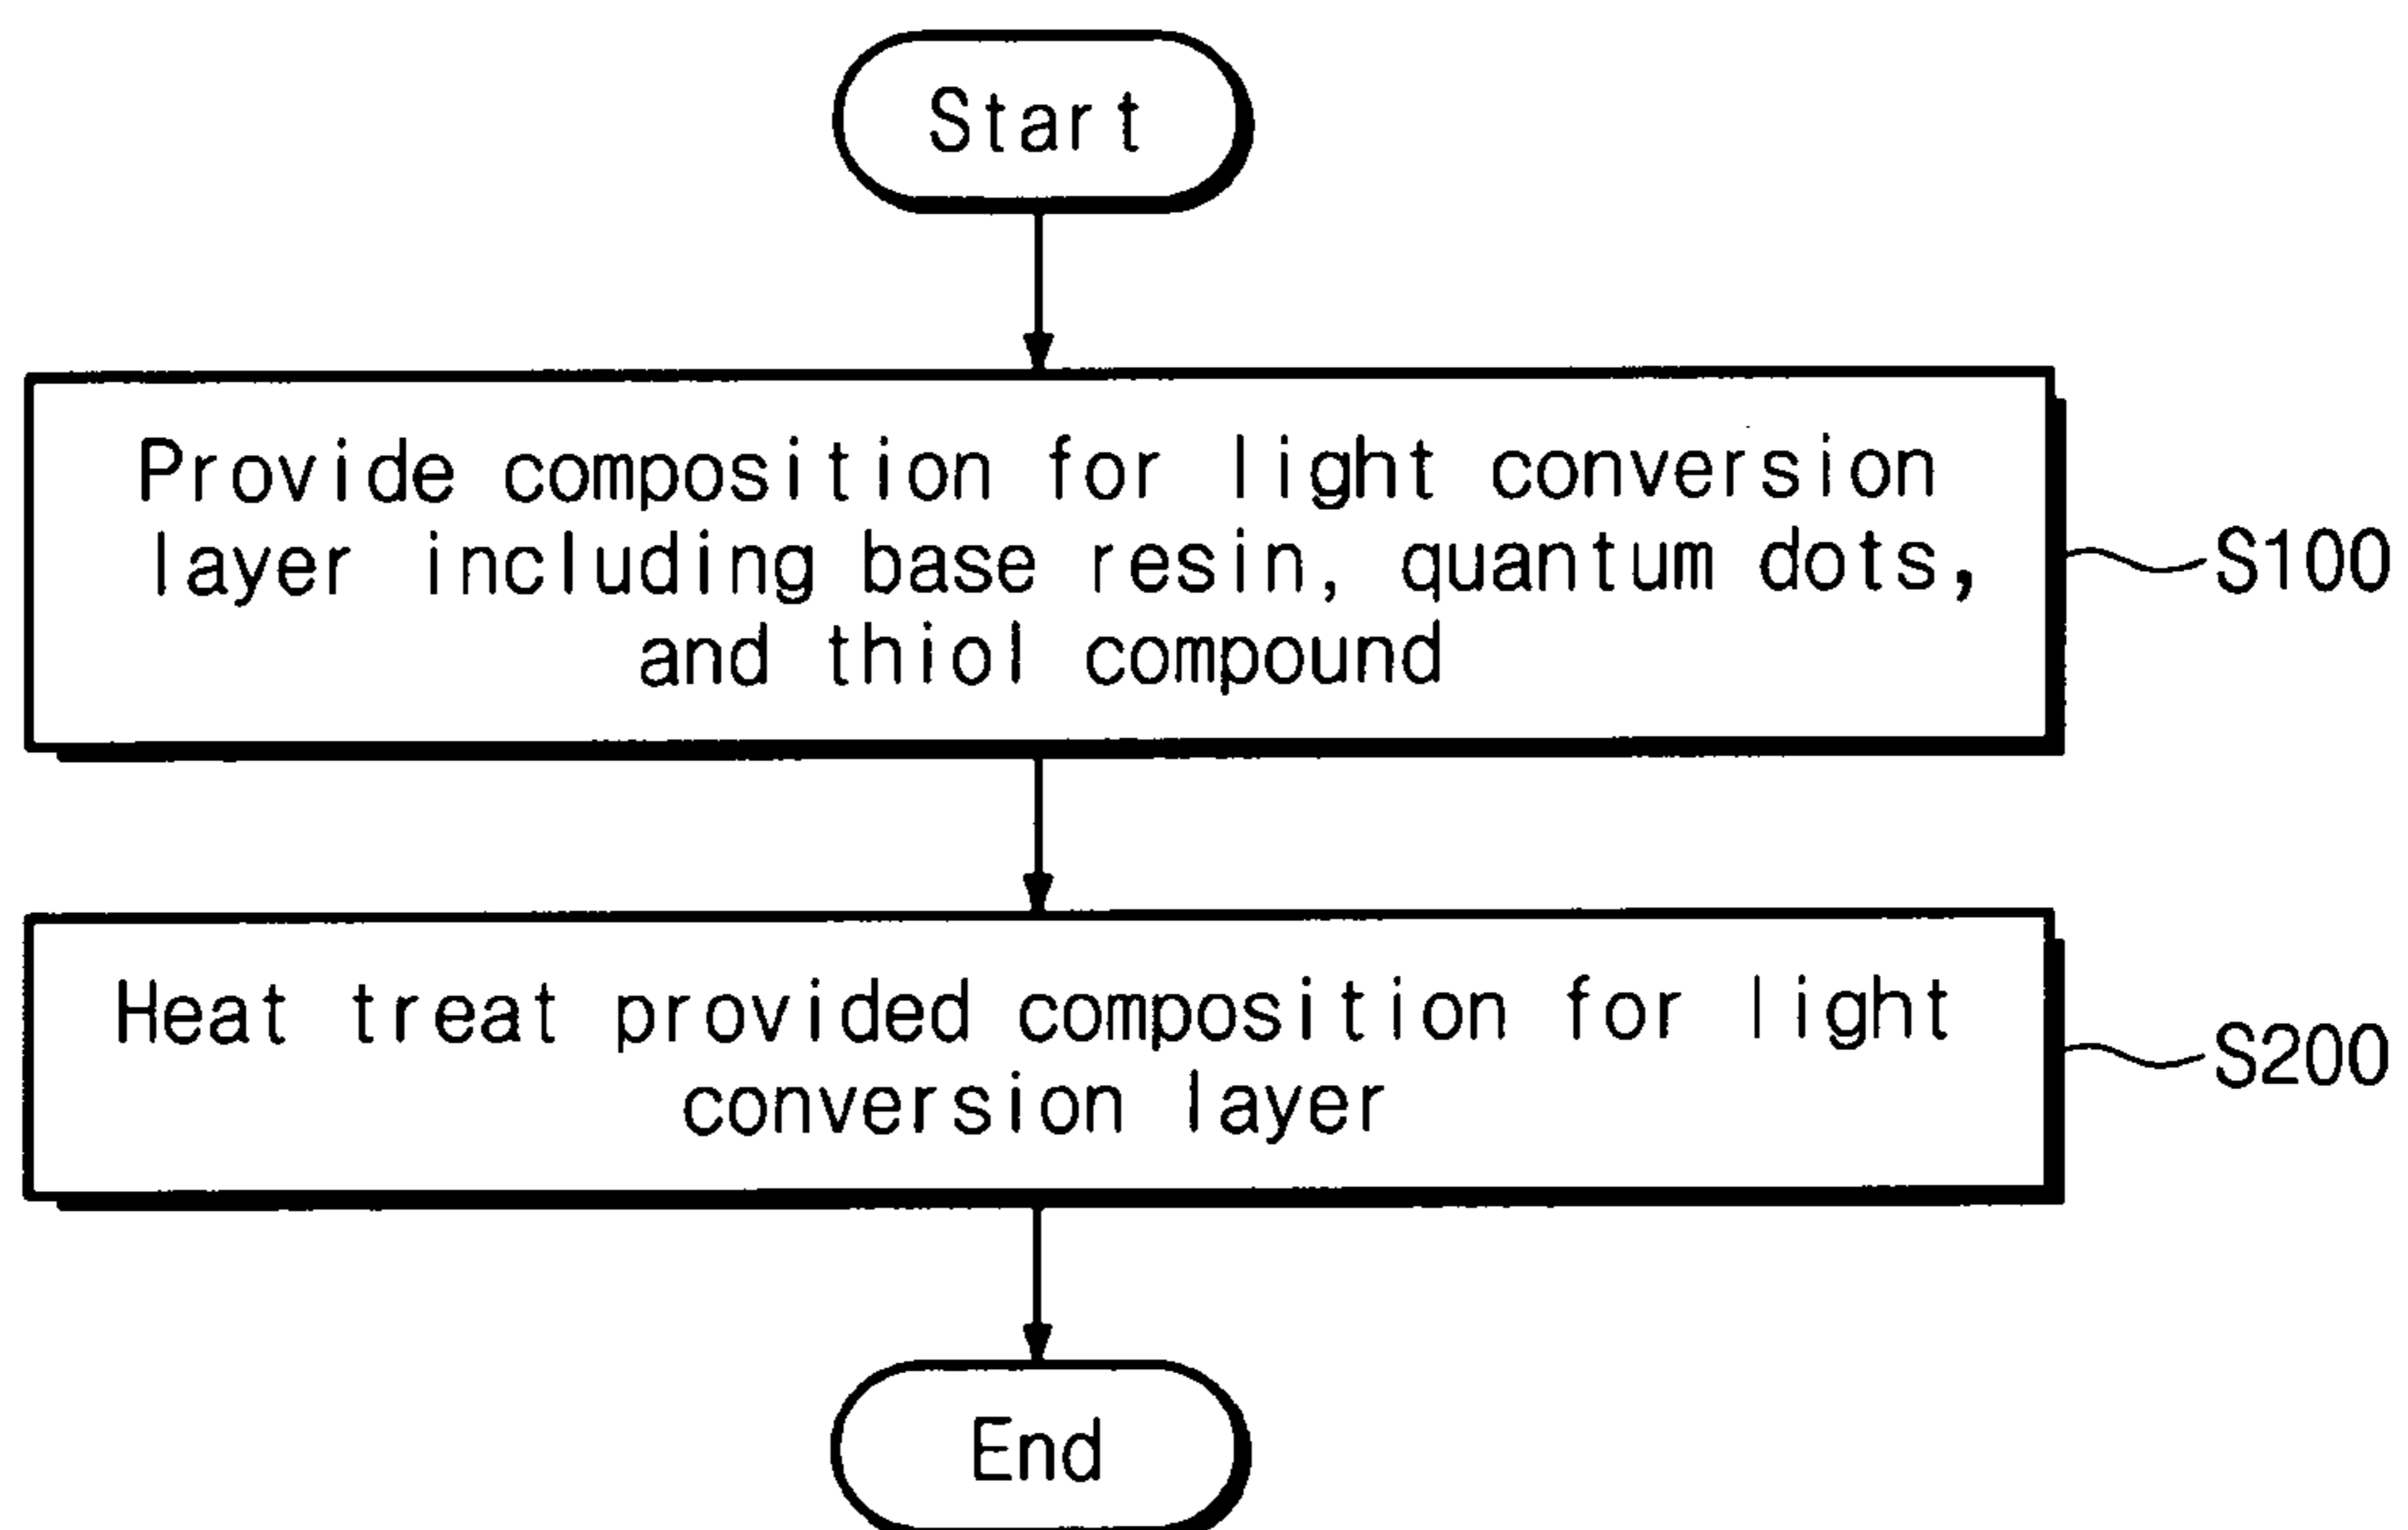 Start
Provide composition for light conversion
layer including base resin, quantum dots,
and thiol compound
S100
Heat treat provided composition for light
conversion layer
S200
End